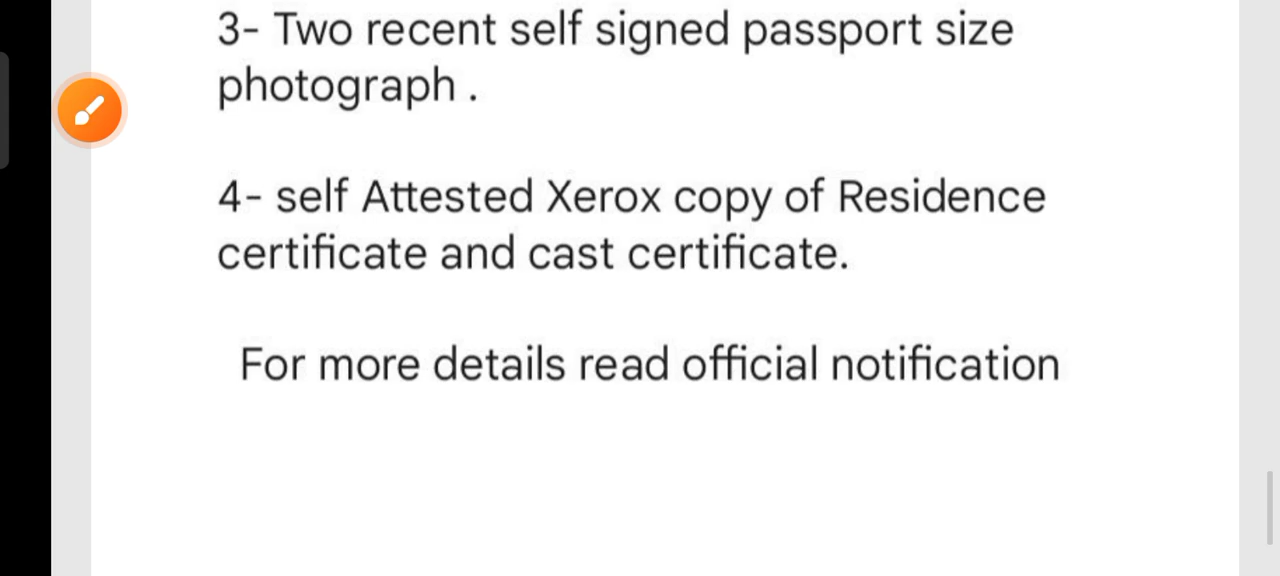 3- Two recent self signed passport size
photograph .
4- self Attested Xerox copy of Residence
certificate and cast certificate.
For more details read official notification